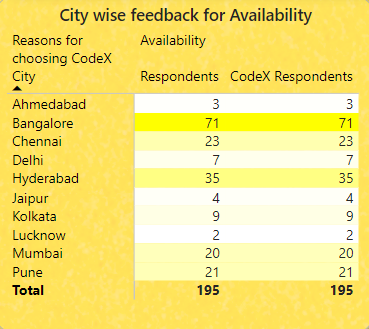 City wise feedback for Availability
Reasons for choosing CodeX Availability
City Respondents CodeX Respondents
Ahmedabad 3 3
Bangalore 71 71
Chennai 23 23
Delhi 7 7
Hyderabad 35 35
Jaipur 4 4
Kolkata 9 9
Lucknow 2 2
Mumbai 20 20
Pune 21 21
Total 195 195